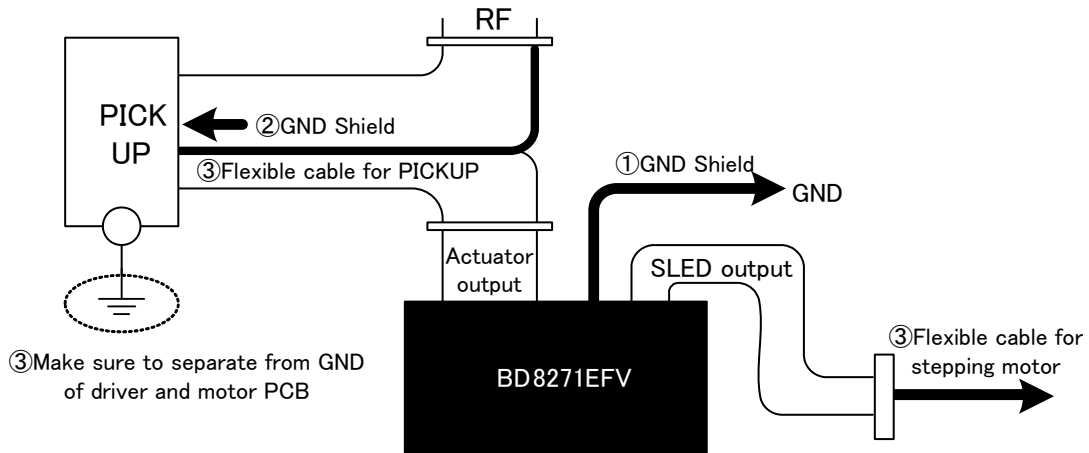 RF
PICK
UP
②GND Shield
③Flexible cable for PICKUP
①GND Shield
GND
Actuator
output
SLED output
③Make sure to separate from GND
of driver and motor PCB
BD8271EFV
③Flexible cable for
stepping motor